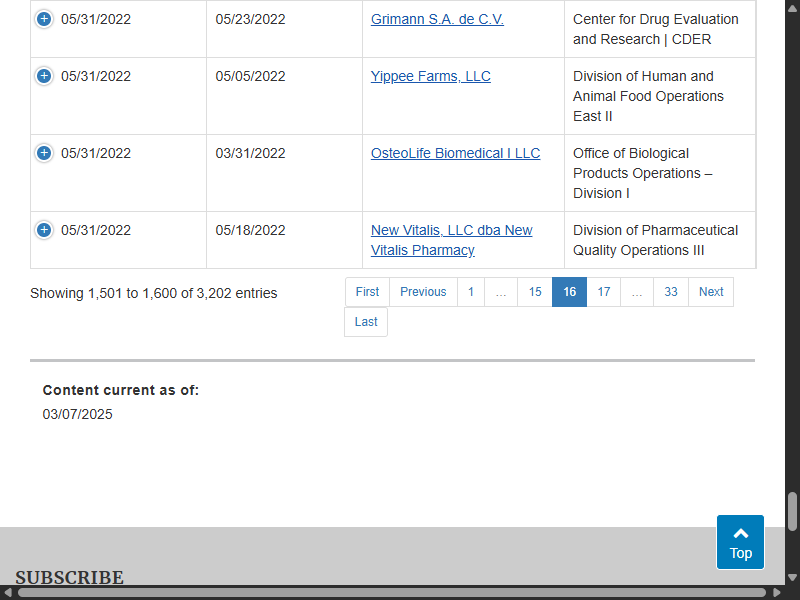 05/31/2022 05/23/2022 Grimann S.A. de C.V. Center for Drug Evaluation
and Research | CDER
05/31/2022 05/05/2022 Yippee Farms, LLC Division of Human and
Animal Food Operations
East II
05/31/2022 03/31/2022 OsteoLife Biomedical I LLC Office of Biological
Products Operations –
Division I
05/31/2022 05/18/2022 New Vitalis, LLC dba New Division of Pharmaceutical
Vitalis Pharmacy Quality Operations III
Showing 1,501 to 1,600 of 3,202 entries First Previous 1 … 15 16 17 … 33 Next
Last
Content current as of:
03/07/2025
Top
SUBSCRIBE